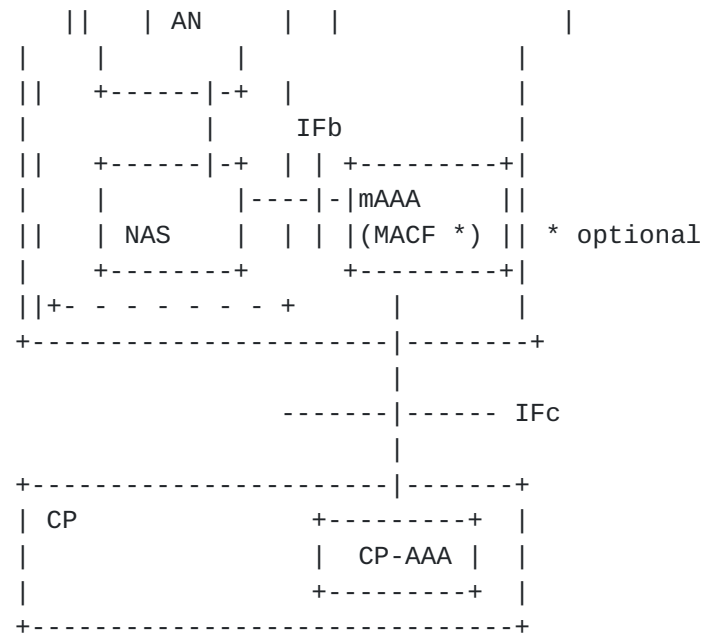 || | AN | | |
| | | |
|| +------|-+ | |
| | IFb |
|| +------|-+ | | +---------+|
| | |----|-|mAAA ||
|| | NAS | | | |(MACF *) || * optional
| +--------+ +---------+|
||+- - - - - - - + | |
+-----------------------|--------+
|
-------|------ IFc
|
+-----------------------|-------+
| CP +---------+ |
| | CP-AAA | |
| +---------+ |
+-------------------------------+